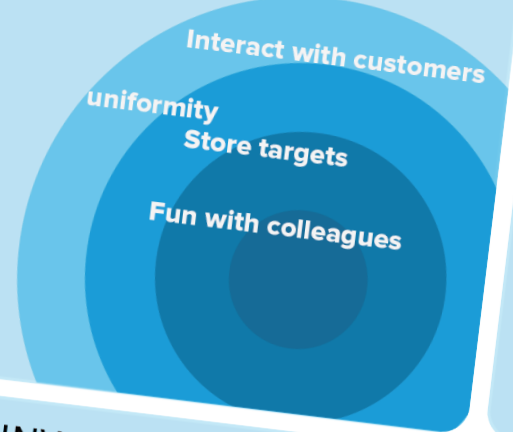 Interact with customers
uniformity
Store targets
Fun with colleagues